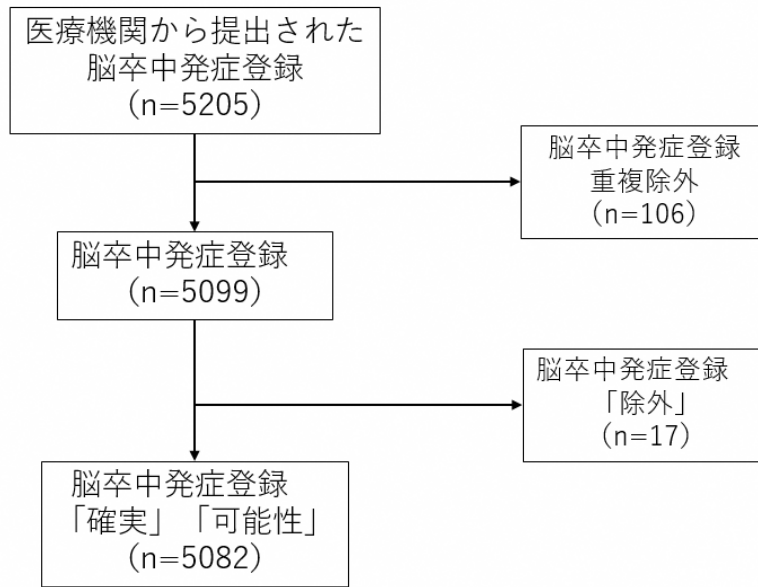 医療機関から提出された
脳卒中発症登録
（n=5205）
脳卒中発症登録
重複除外
（n=106）
脳卒中発症登録
（n=5099）
脳卒中発症登録
「除外」
（n=17）
脳卒中発症登録
「確実」「可能性」
（n=5082）